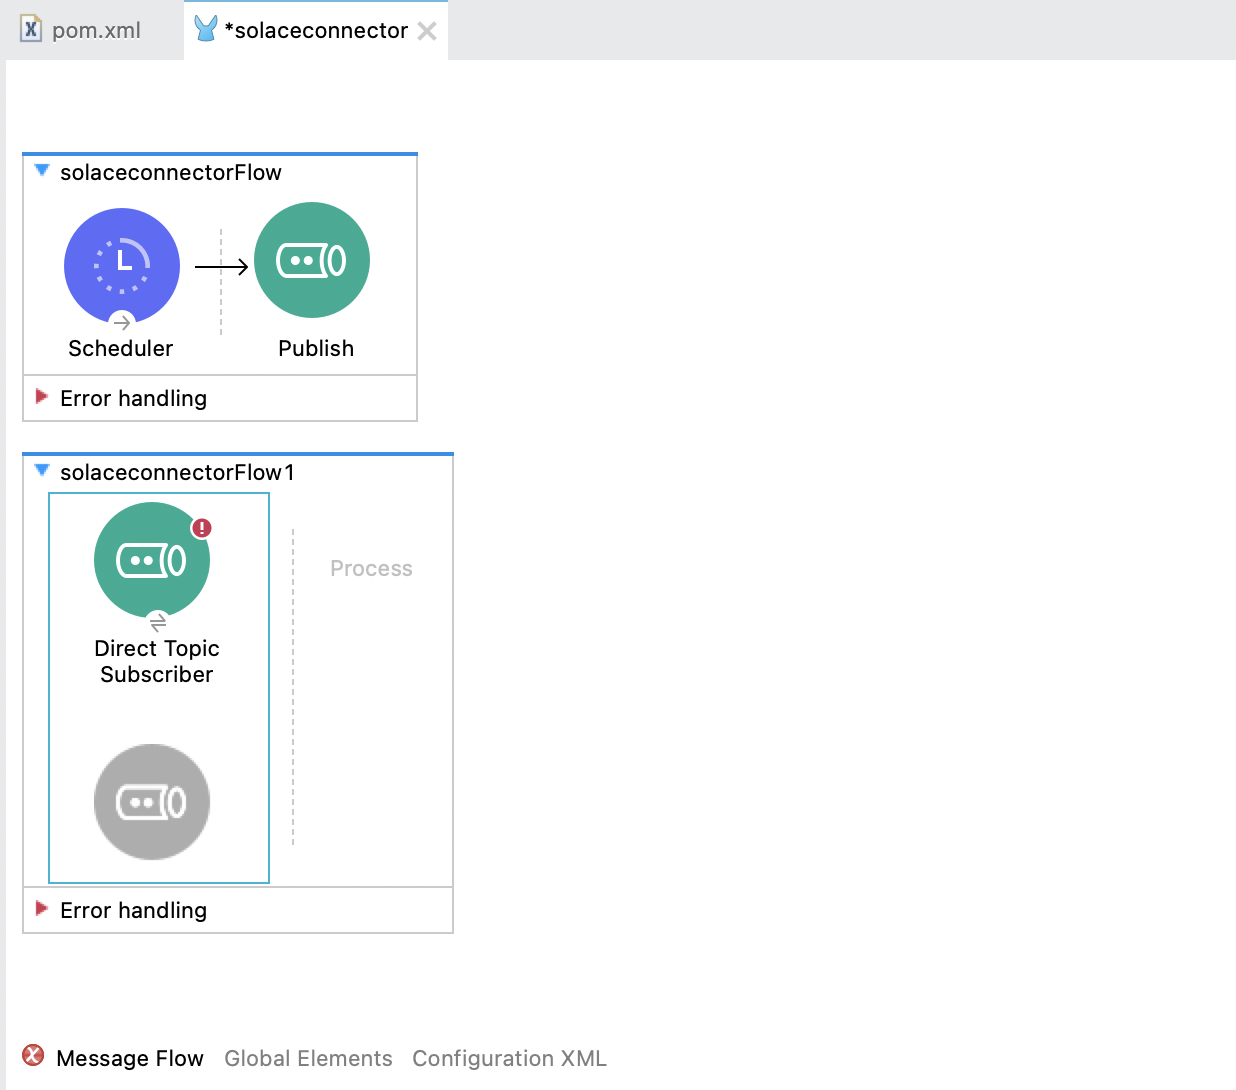 pom.xml
*solaceconnector
solaceconnectorFlow
Scheduler
Publish
Error handling
solaceconnectorFlow1
Process
Direct Topic
Subscriber
Error handling
Message Flow
Global Elements
Configuration XML